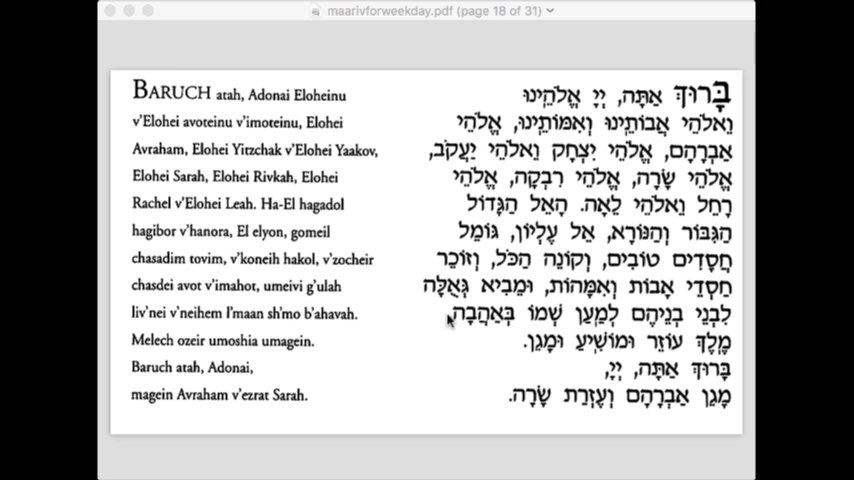 maarivforweekday.pdf (page 18 of 31)
BARUCH atah, Adonai Eloheinu
v'Elohei avoteinu v'imoteinu, Elohei
Avraham, Elohei Yitzchak v'Elohei Yaakov,
Elohei Sarah, Elohei Rivkah, Elohei
Rachel v'Elohei Leah. Ha-El hagadol
hagibor v'hanora, El elyon, gomeil
chasadim tovim, v'koneih hakol, v'zocheir
chasdei avot v'imahot, umeivi g'ulah
liv'nei v'neihem l'maan sh'mo b'ahavah.
Melech ozeir umoshia umagein.
Baruch atah, Adonai,
magein Avraham v'ezrat Sarah.
בָּרוּךְ אַתָּה, יְיָ אֱלֹהֵֽינוּ
וֵאלֹהֵי אֲבוֹתֵֽינוּ וְאִמּוֹתֵֽינוּ, אֱלֹהֵי
אַבְרָהָם, אֱלֹהֵי יִצְחָק וֵאלֹהֵי יַעֲקֹב,
אֱלֹהֵי שָׂרָה, אֱלֹהֵי רִבְקָה, אֱלֹהֵי
רָחֵל וֵאלֹהֵי לֵאָה. הָאֵל הַגָּדוֹל
הַגִּבּוֹר וְהַנּוֹרָא, אֵל עֶלְיוֹן, גּוֹמֵל
חֲסָדִים טוֹבִים, וְקוֹנֵה הַכֹּל, וְזוֹכֵר
חַסְדֵי אָבוֹת וְאִמָּהוֹת, וּמֵבִיא גְּאֻלָּה
לִבְנֵי בְנֵיהֶם לְמַֽעַן שְׁמוֹ בְּאַהֲבָה.
מֶֽלֶךְ עוֹזֵר וּמוֹשִֽׁיעַ וּמָגֵן.
בָּרוּךְ אַתָּה, יְיָ,
מָגֵן אַבְרָהָם וְעֶזְרַת שָׂרָה.